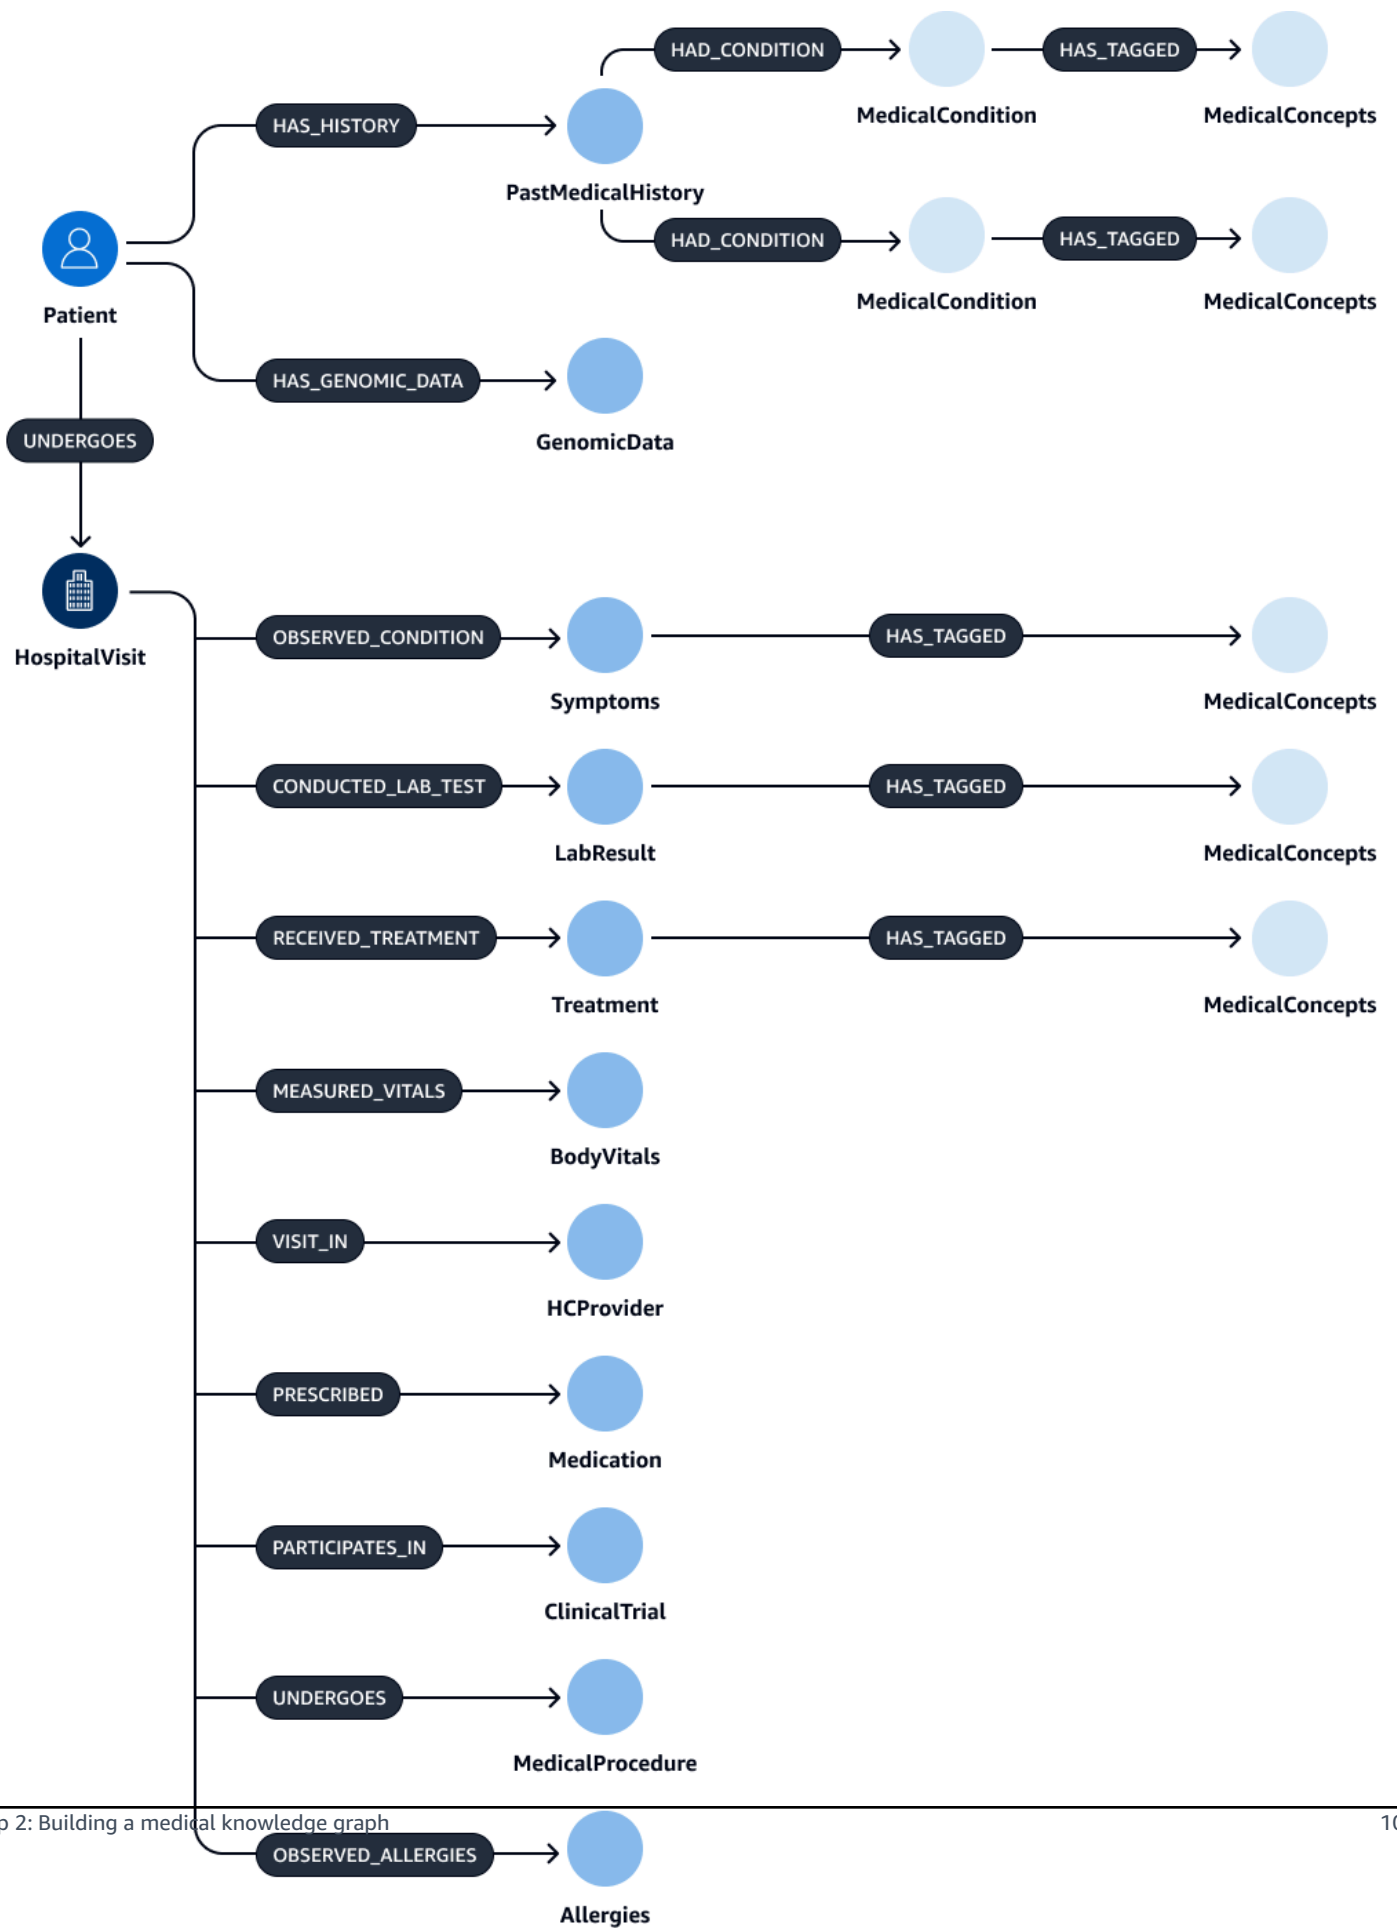 HAD_CONDITION
HAS_TAGGED
MedicalCondition
MedicalConcepts
HAS_HISTORY
PastMedicalHistory
HAD_CONDITION
HAS_TAGGED
MedicalCondition
MedicalConcepts
Patient
HAS_GENOMIC_DATA
GenomicData
UNDERGOES
HospitalVisit
OBSERVED_CONDITION
HAS_TAGGED
Symptoms
MedicalConcepts
CONDUCTED_LAB_TEST
HAS_TAGGED
LabResult
MedicalConcepts
RECEIVED_TREATMENT
HAS_TAGGED
Treatment
MedicalConcepts
MEASURED_VITALS
BodyVitals
VISIT_IN
HCProvider
PRESCRIBED
Medication
PARTICIPATES_IN
ClinicalTrial
UNDERGOES
MedicalProcedure
p 2: Building a medical knowledge graph
10
OBSERVED_ALLERGIES
Allergies